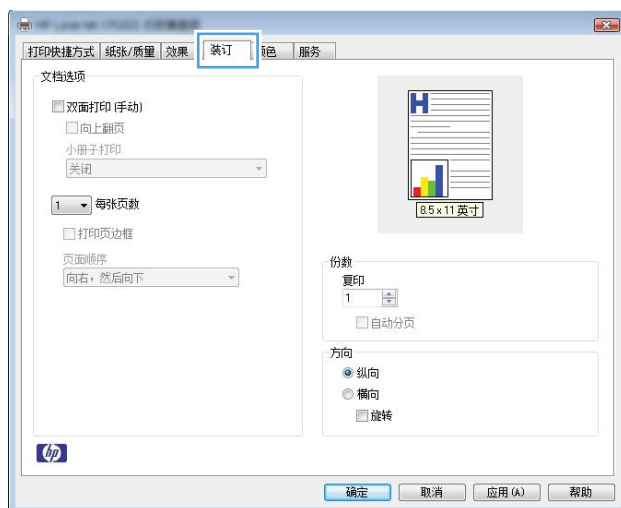 打印快捷方式 纸张/质量 效果 装订 颜色 服务
文档选项
双面打印(手动)
向上翻页
小册子打印
关闭
1 每张页数
打印页边框
页面顺序
向右，然后向下
H
8.5 x 11 英寸
份数
复印
1
自动分页
方向
纵向
横向
旋转
hp
确定 取消 应用(A) 帮助